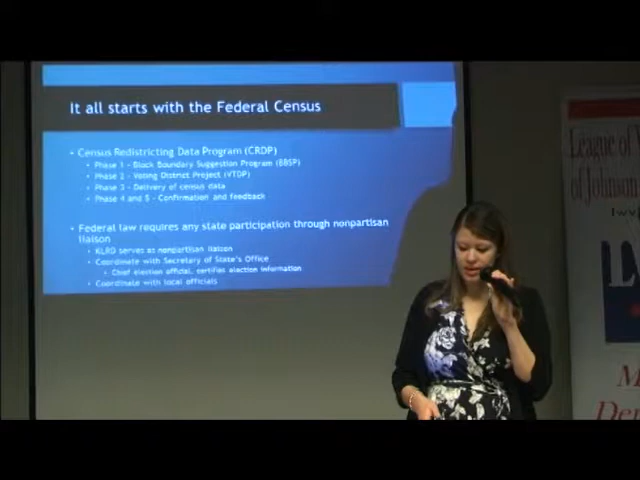 It all starts with the Federal Census
• Census Redistricting Data Program (CRDP)
• Phase 1 - Block Boundary Suggestion Program (BBSP)
• Phase 2 - Voting District Project (VTDP)
• Phase 3 - Delivery of census data
• Phase 4 and 5 - Confirmation and feedback
• Federal law requires any state participation through nonpartisan
liaison
• KLRD serves as nonpartisan liaison
• Coordinate with Secretary of State's Office
• Chief election official, certifies election information
• Coordinate with local officials
League of
of Johnson